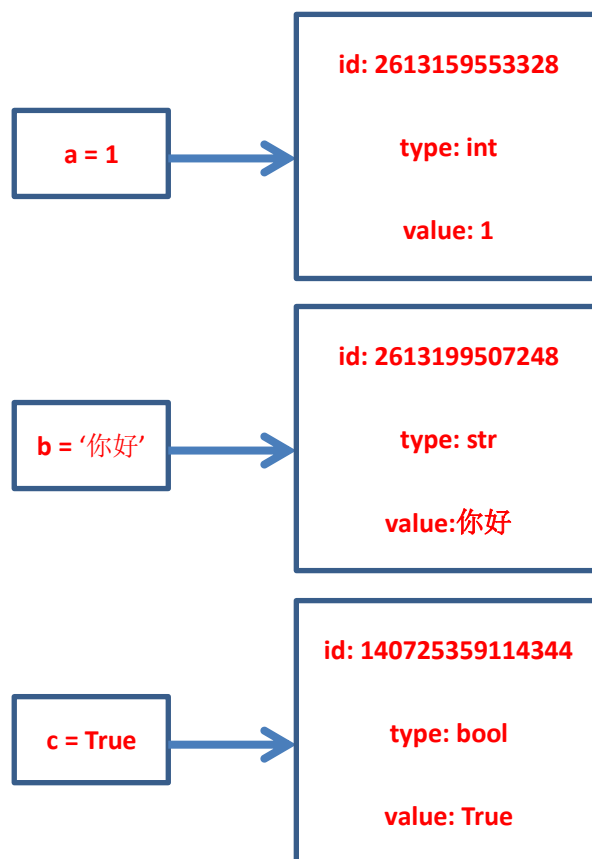 a = 1
id: 2613159553328
type: int
value: 1
b = ‘你好’
id: 2613199507248
type: str
value:你好
c = True
id: 140725359114344
type: bool
value: True